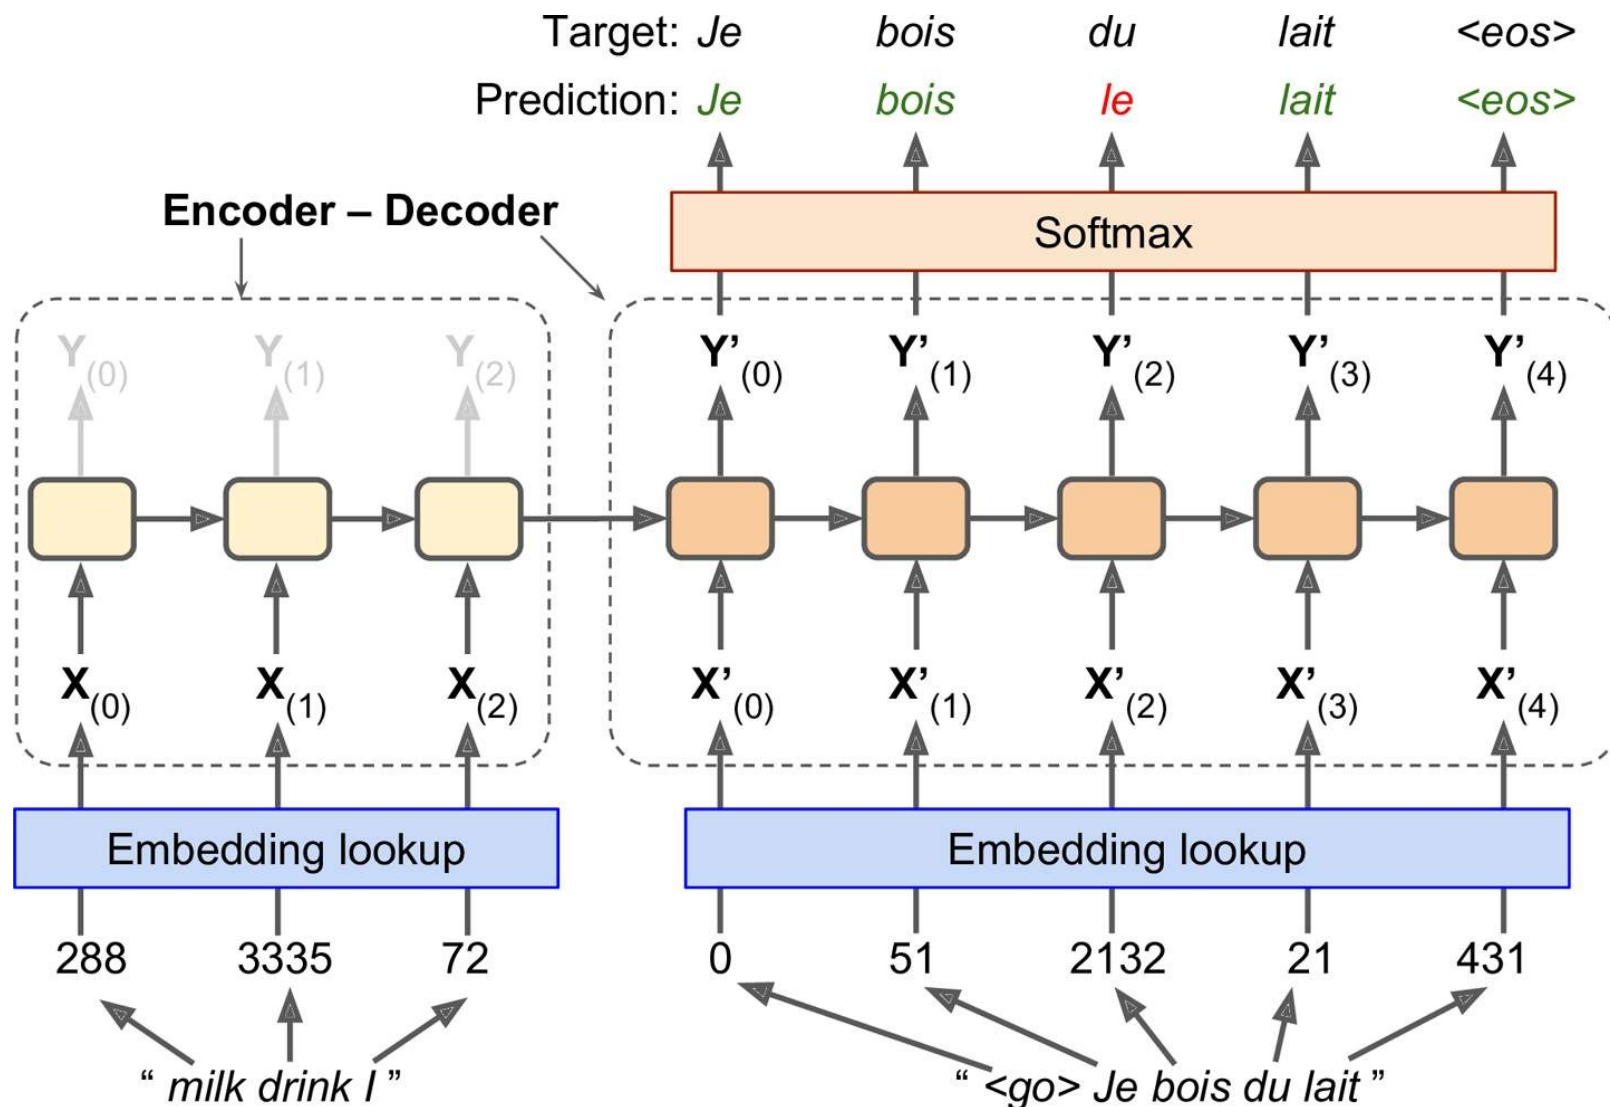 Target: Je bois du lait <eos>
Prediction: Je bois le lait <eos>
Encoder – Decoder
Softmax
Y(0) Y(1) Y(2) Y’(0) Y’(1) Y’(2) Y’(3) Y’(4)
X(0) X(1) X(2) X’(0) X’(1) X’(2) X’(3) X’(4)
Embedding lookup Embedding lookup
288 3335 72 0 51 2132 21 431
“ milk drink I ” “ <go> Je bois du lait ”